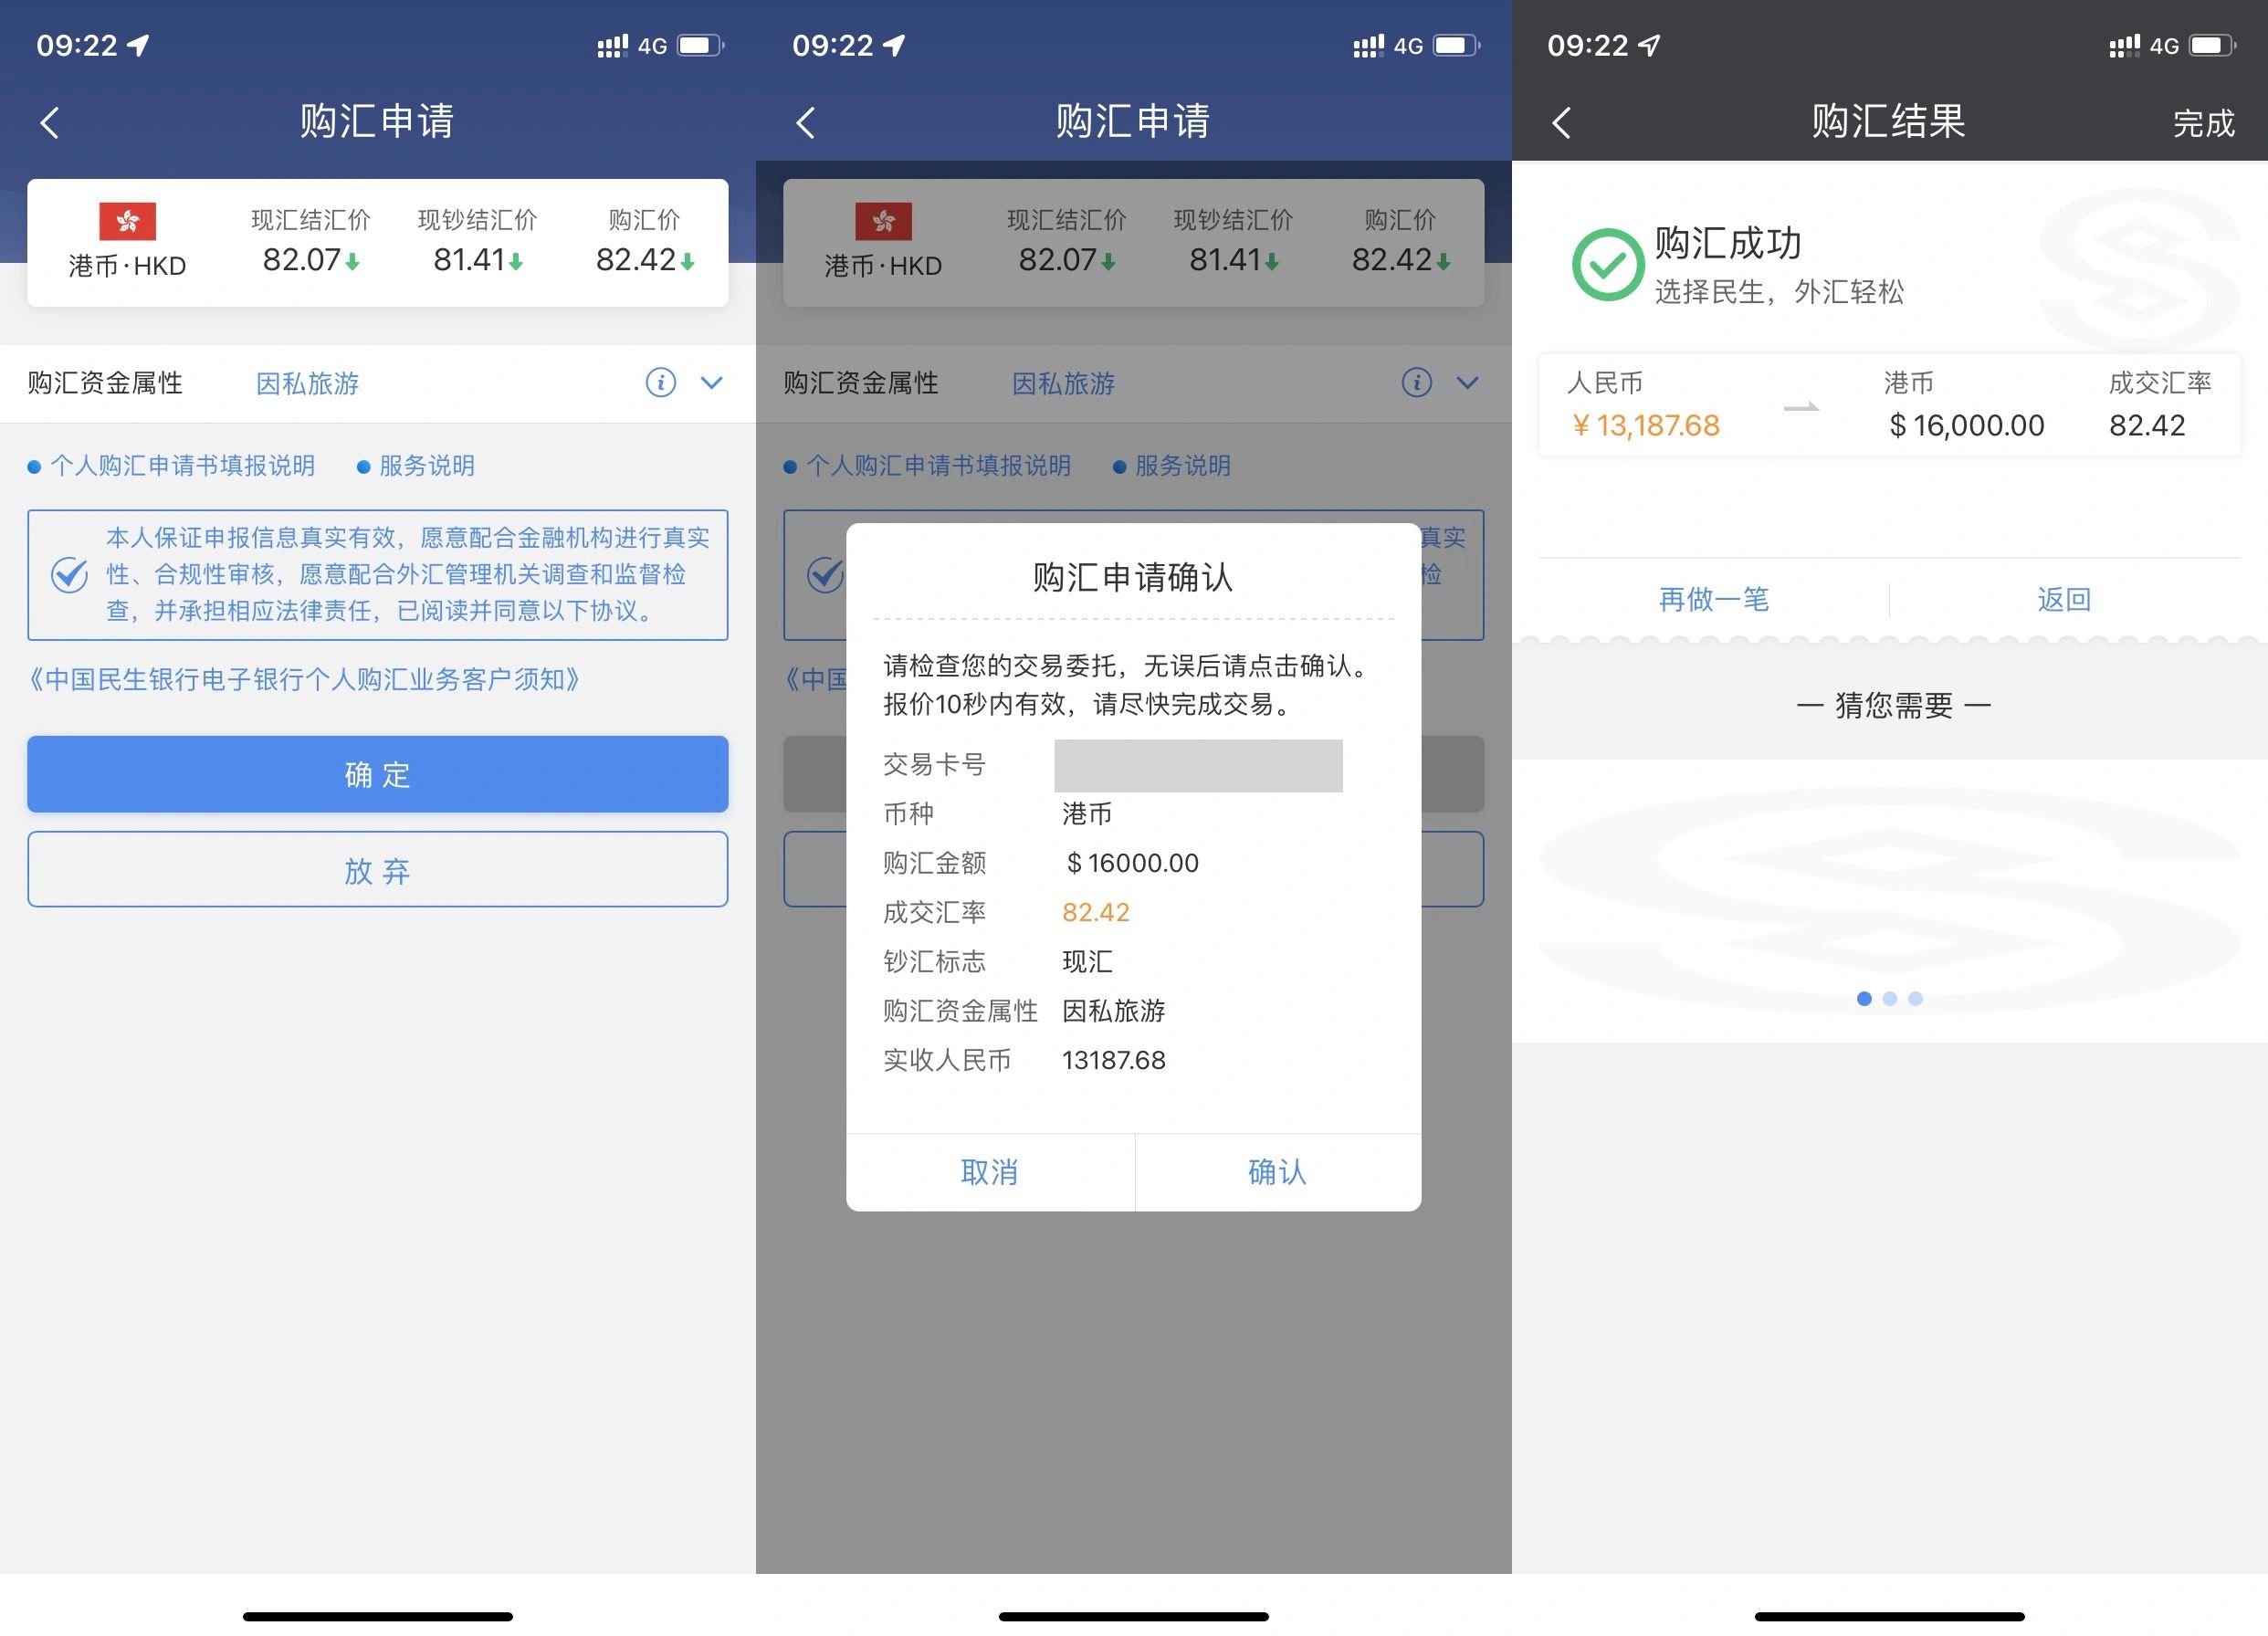 09:22
4G
购汇申请
现汇结汇价 现钞结汇价 购汇价
港币·HKD 82.07 81.41 82.42
购汇资金属性 因私旅游
个人购汇申请书填报说明 服务说明
本人保证申报信息真实有效，愿意配合金融机构进行真实
性、合规性审核，愿意配合外汇管理机关调查和监督检
查，并承担相应法律责任，已阅读并同意以下协议。
《中国民生银行电子银行个人购汇业务客户须知》
确 定
放 弃
09:22
4G
购汇申请
现汇结汇价 现钞结汇价 购汇价
港币·HKD 82.07 81.41 82.42
购汇资金属性 因私旅游
个人购汇申请书填报说明 服务说明
真实
检
《中国
购汇申请确认
请检查您的交易委托，无误后请点击确认。
报价10秒内有效，请尽快完成交易。
交易卡号
币种 港币
购汇金额 $ 16000.00
成交汇率 82.42
钞汇标志 现汇
购汇资金属性 因私旅游
实收人民币 13187.68
取消 确认
09:22
4G
购汇结果 完成
购汇成功
选择民生，外汇轻松
人民币 港币 成交汇率
¥ 13,187.68 $ 16,000.00 82.42
再做一笔 返回
— 猜您需要 —